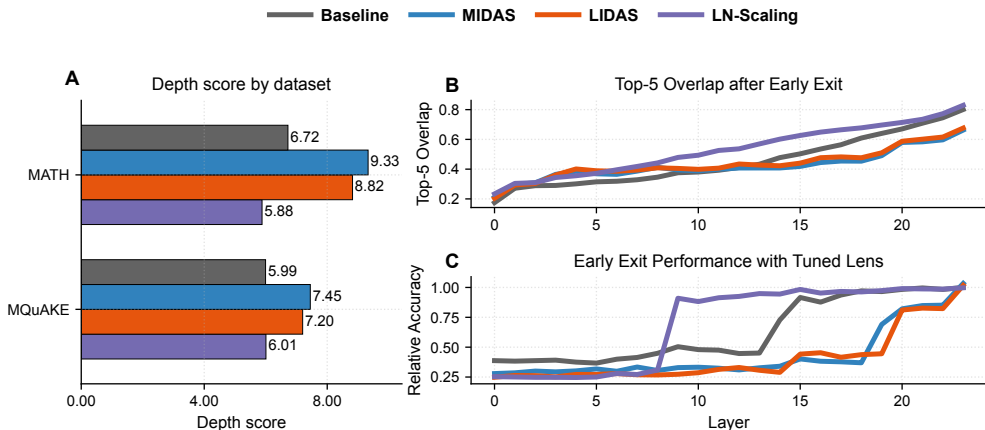 Baseline MIDAS LIDAS LN-Scaling
A
Depth score by dataset
MATH
6.72
9.33
8.82
5.88
MQuAKE
5.99
7.45
7.20
6.01
0.00 4.00 8.00
Depth score
B
Top-5 Overlap after Early Exit
Top-5 Overlap
0.8
0.6
0.4
0.2
0 5 10 15 20
C
Early Exit Performance with Tuned Lens
Relative Accuracy
1.00
0.75
0.50
0.25
0 5 10 15 20
Layer